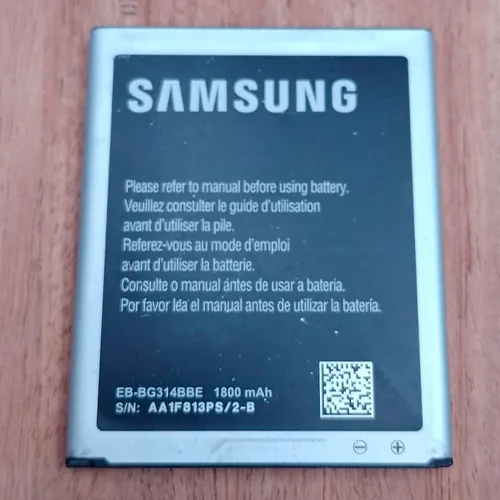 SAMSUNG
Please refer to manual before using battery.
Veuillez consulter le guide d'utilisation
avant d'utiliser la pile.
Referez-vous au mode d'emploi
avant d'utiliser la batterie.
Consulte o manual antes de usar a bateria.
Por favor léa el manual antes de utilizar la batería.
EB-BG314BBE 1800 mAh
S/N: AA1F813PS/2-B
- +